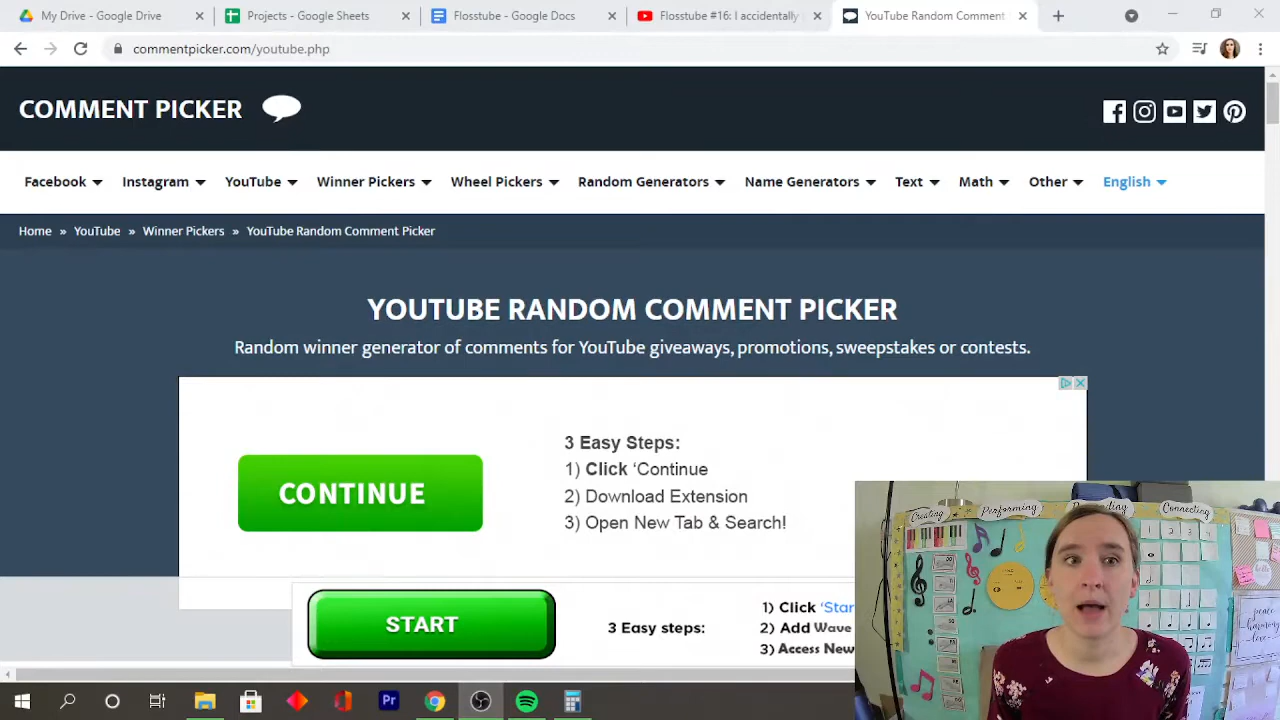 My Drive - Google Drive
Projects - Google Sheets
Flosstube - Google Docs
Flosstube #16: I accidentally
YouTube Random Comment
commentpicker.com/youtube.php
COMMENT PICKER
Facebook Instagram YouTube Winner Pickers Wheel Pickers Random Generators Name Generators Text Math Other English
Home » YouTube » Winner Pickers » YouTube Random Comment Picker
YOUTUBE RANDOM COMMENT PICKER
Random winner generator of comments for YouTube giveaways, promotions, sweepstakes or contests.
CONTINUE
3 Easy Steps:
1) Click ‘Continue
2) Download Extension
3) Open New Tab & Search!
START
3 Easy steps:
1) Click ‘Star
2) Add Wave
3) Access New
Creating
Performing
Connecting
Pr